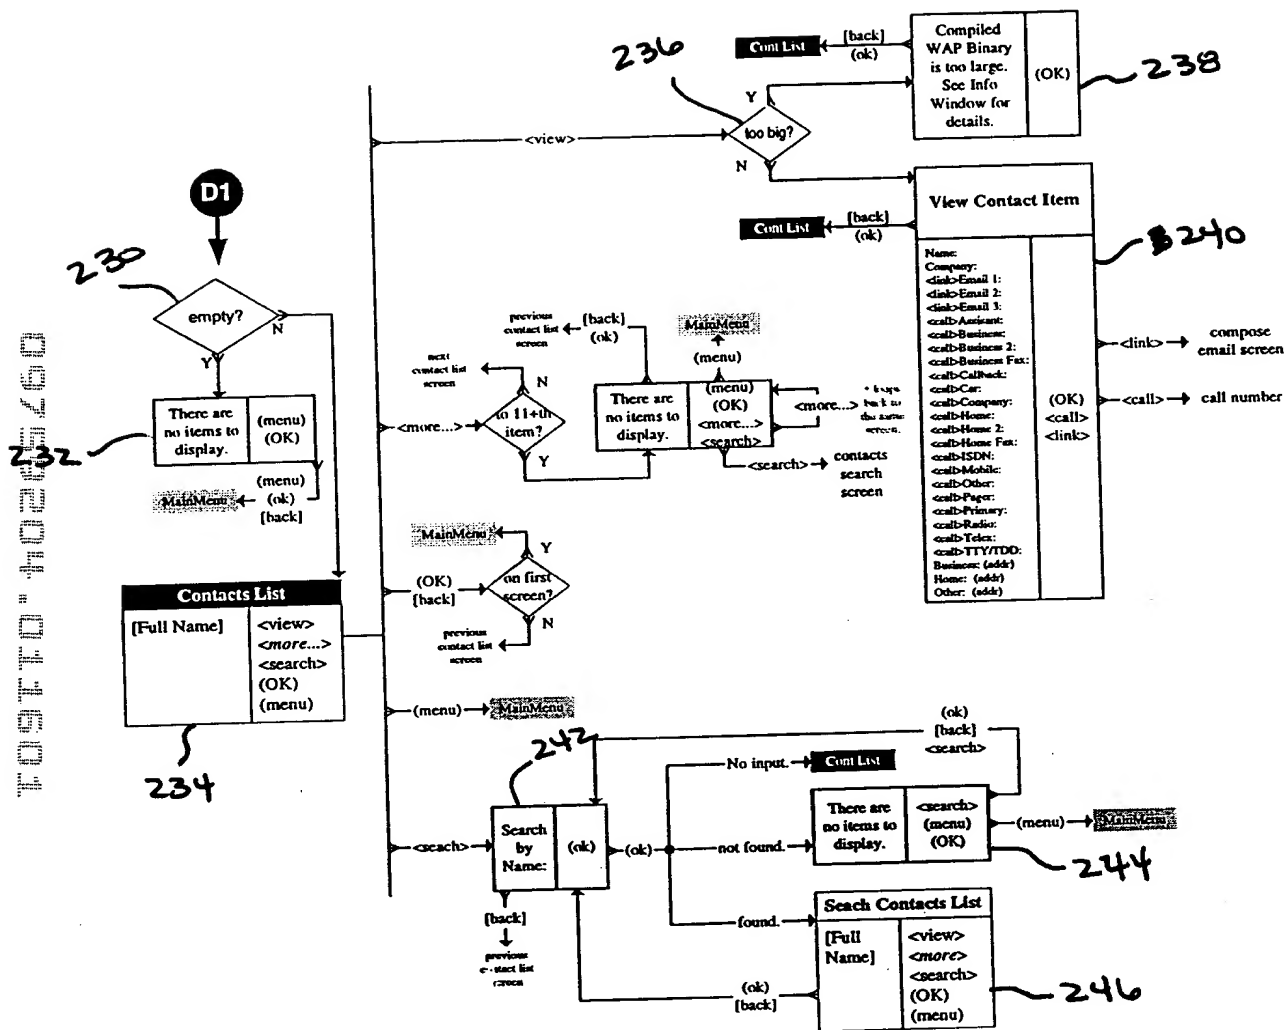 236
Cont List
[back]
(ok)
Compiled
WAP Binary
is too large.
See Info
Window for
details.
(OK)
238
Y
<view>
too big?
N
D1
View Contact Item
Cont List
[back]
(ok)
240
230
empty?
N
Y
Name:
Company:
<link>Email 1:
<link>Email 2:
<link>Email 3:
<call>Assistant:
<call>Business:
<call>Business 2:
<call>Business Fax:
<call>Callback:
<call>Car:
<call>Company:
<call>Home:
<call>Home 2:
<call>Home Fax:
<call>ISDN:
<call>Mobile:
<call>Other:
<call>Pager:
<call>Primary:
<call>Radio:
<call>Telex:
<call>TTY/TDD:
Business: (addr)
Home: (addr)
Other: (addr)
(OK)
<call>
<link>
<link>
compose
email screen
<call>
call number
previous
contact list
screen
[back]
(ok)
MainMenu
(menu)
next
contact list
screen
N
<more...>
to 11+th
item?
Y
There are
no items to
display.
(menu)
(OK)
<more...>
<search>
<more...>
back to
the same
screen.
<search>
contacts
search
screen
There are
no items to
display.
(menu)
(OK)
232
(menu)
(ok)
[back]
MainMenu
MainMenu
Y
(OK)
[back]
on first
screen?
N
previous
contact list
screen
Contacts List
[Full Name]
<view>
<more...>
<search>
(OK)
(menu)
234
(menu)
MainMenu
242
(ok)
[back]
<search>
No input.
Cont List
<seach>
Search
by
Name:
(ok)
(ok)
not found.
There are
no items to
display.
<search>
(menu)
(OK)
(menu)
MainMenu
244
[back]
previous
list
found.
Seach Contacts List
[Full
Name]
<view>
<more>
<search>
(OK)
(menu)
246
(ok)
[back]